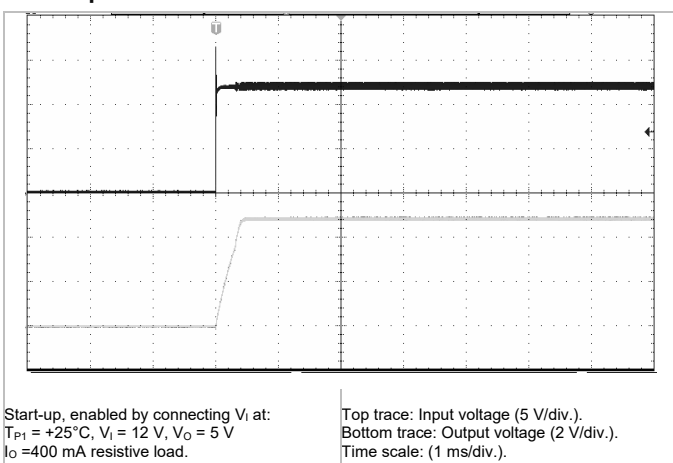 T
Start-up, enabled by connecting VI at:
TP1 = +25°C, VI = 12 V, VO = 5 V
IO =400 mA resistive load.
Top trace: Input voltage (5 V/div.).
Bottom trace: Output voltage (2 V/div.).
Time scale: (1 ms/div.).